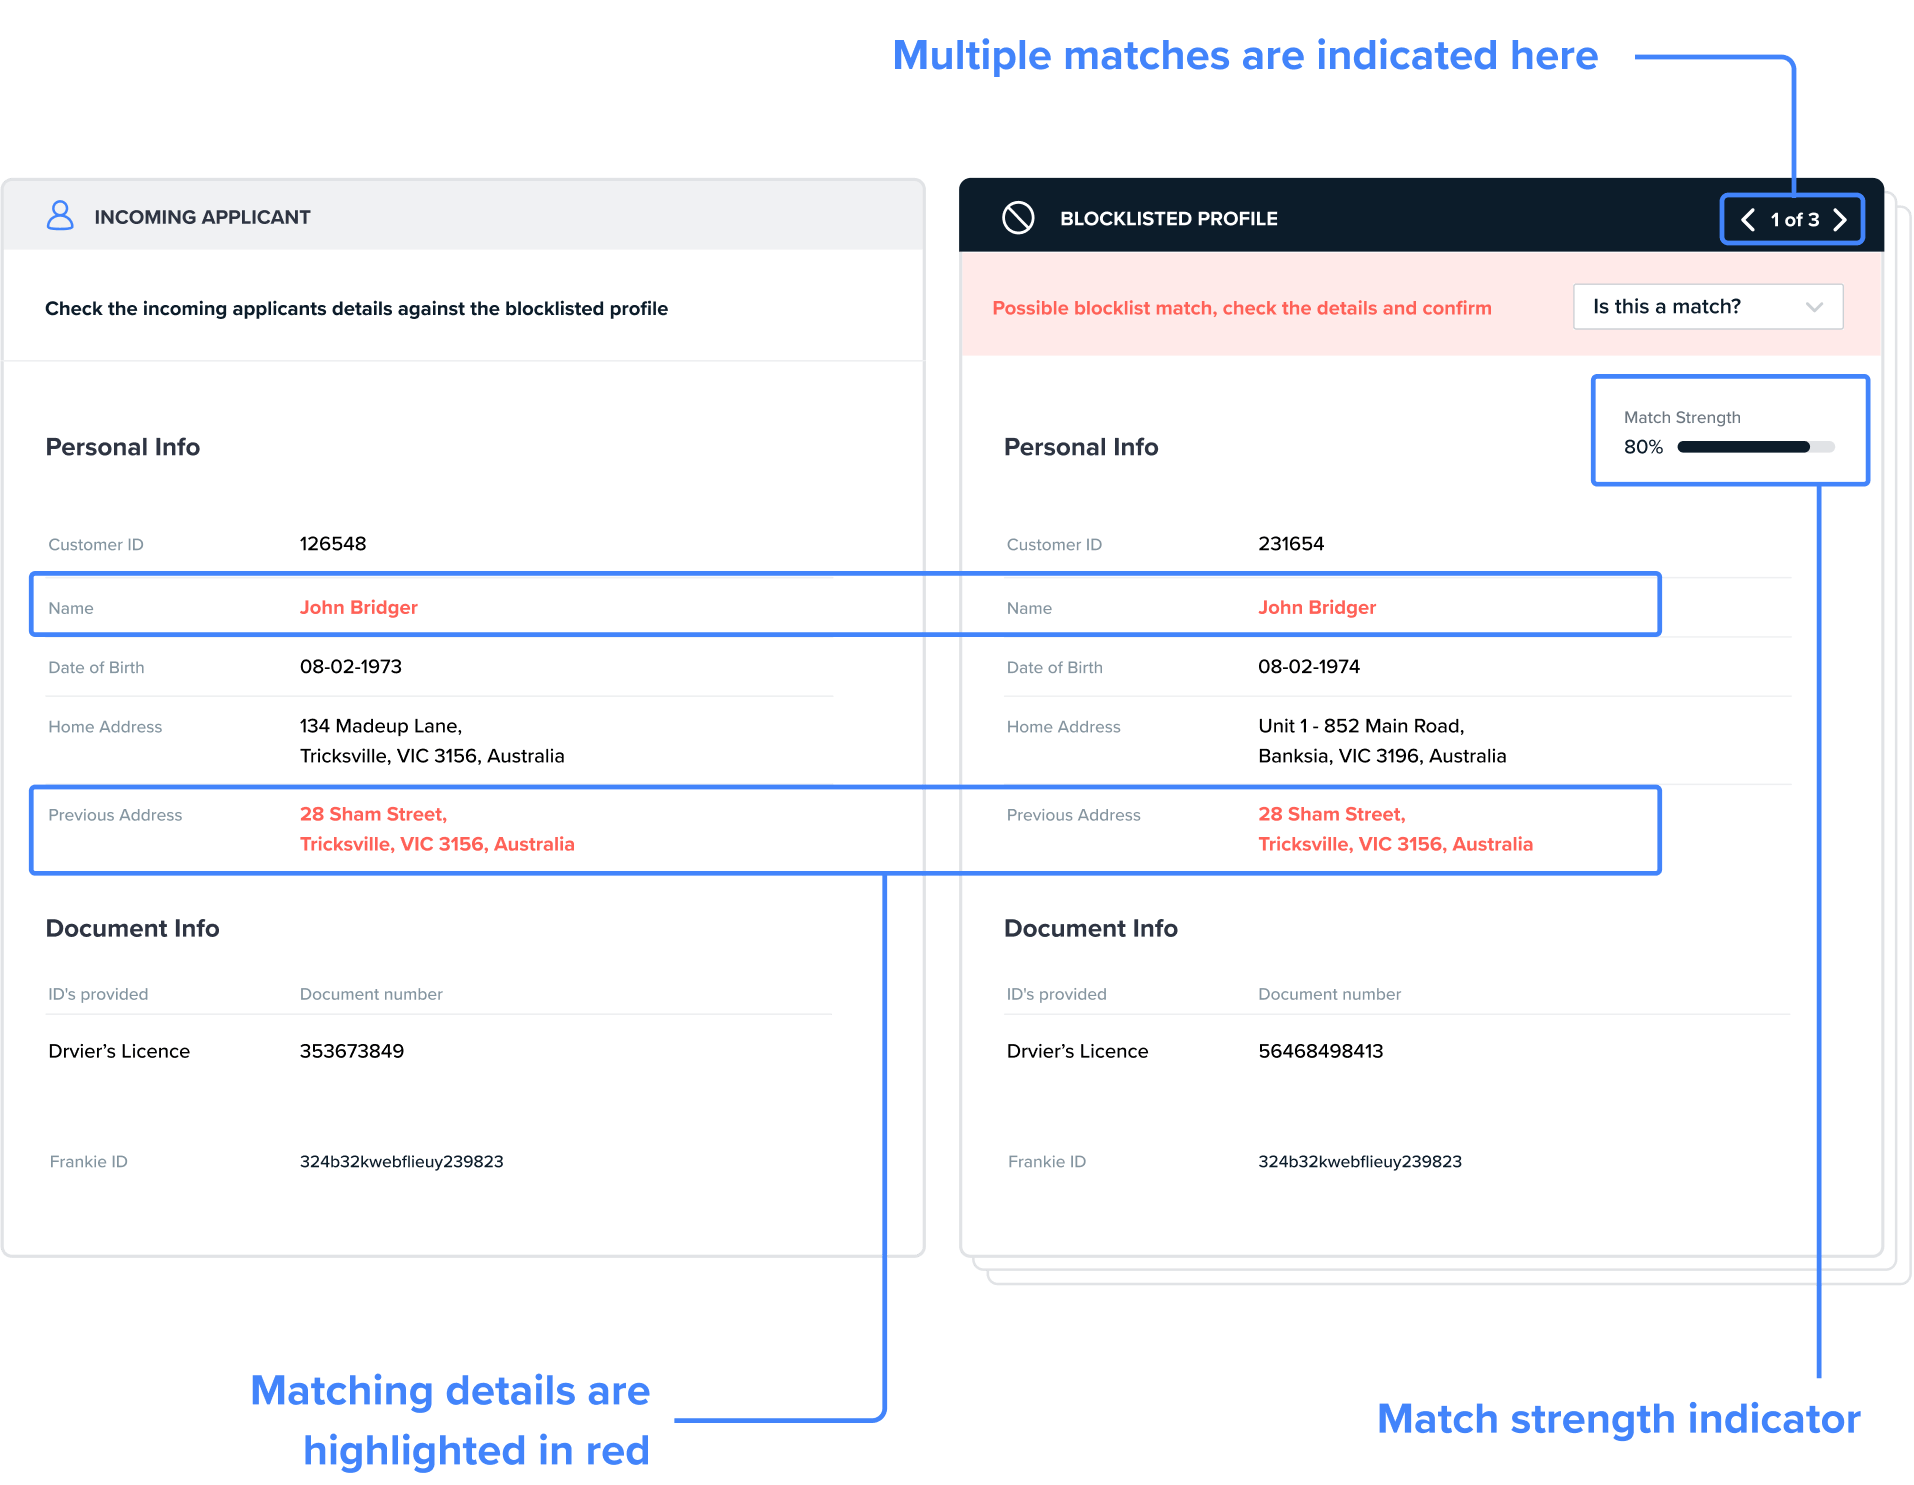 Multiple matches are indicated here
INCOMING APPLICANT
Check the incoming applicants details against the blocklisted profile
Personal Info
Customer ID 126548
Name John Bridger
Date of Birth 08-02-1973
Home Address 134 Madeup Lane,
Tricksville, VIC 3156, Australia
Previous Address 28 Sham Street,
Tricksville, VIC 3156, Australia
Document Info
ID's provided Document number
Drvier’s Licence 353673849
Frankie ID 324b32kwebflieuy239823
BLOCKLISTED PROFILE 1 of 3
Possible blocklist match, check the details and confirm Is this a match?
Match Strength
80%
Personal Info
Customer ID 231654
Name John Bridger
Date of Birth 08-02-1974
Home Address Unit 1 - 852 Main Road,
Banksia, VIC 3196, Australia
Previous Address 28 Sham Street,
Tricksville, VIC 3156, Australia
Document Info
ID's provided Document number
Drvier’s Licence 56468498413
Frankie ID 324b32kwebflieuy239823
Matching details are
highlighted in red
Match strength indicator